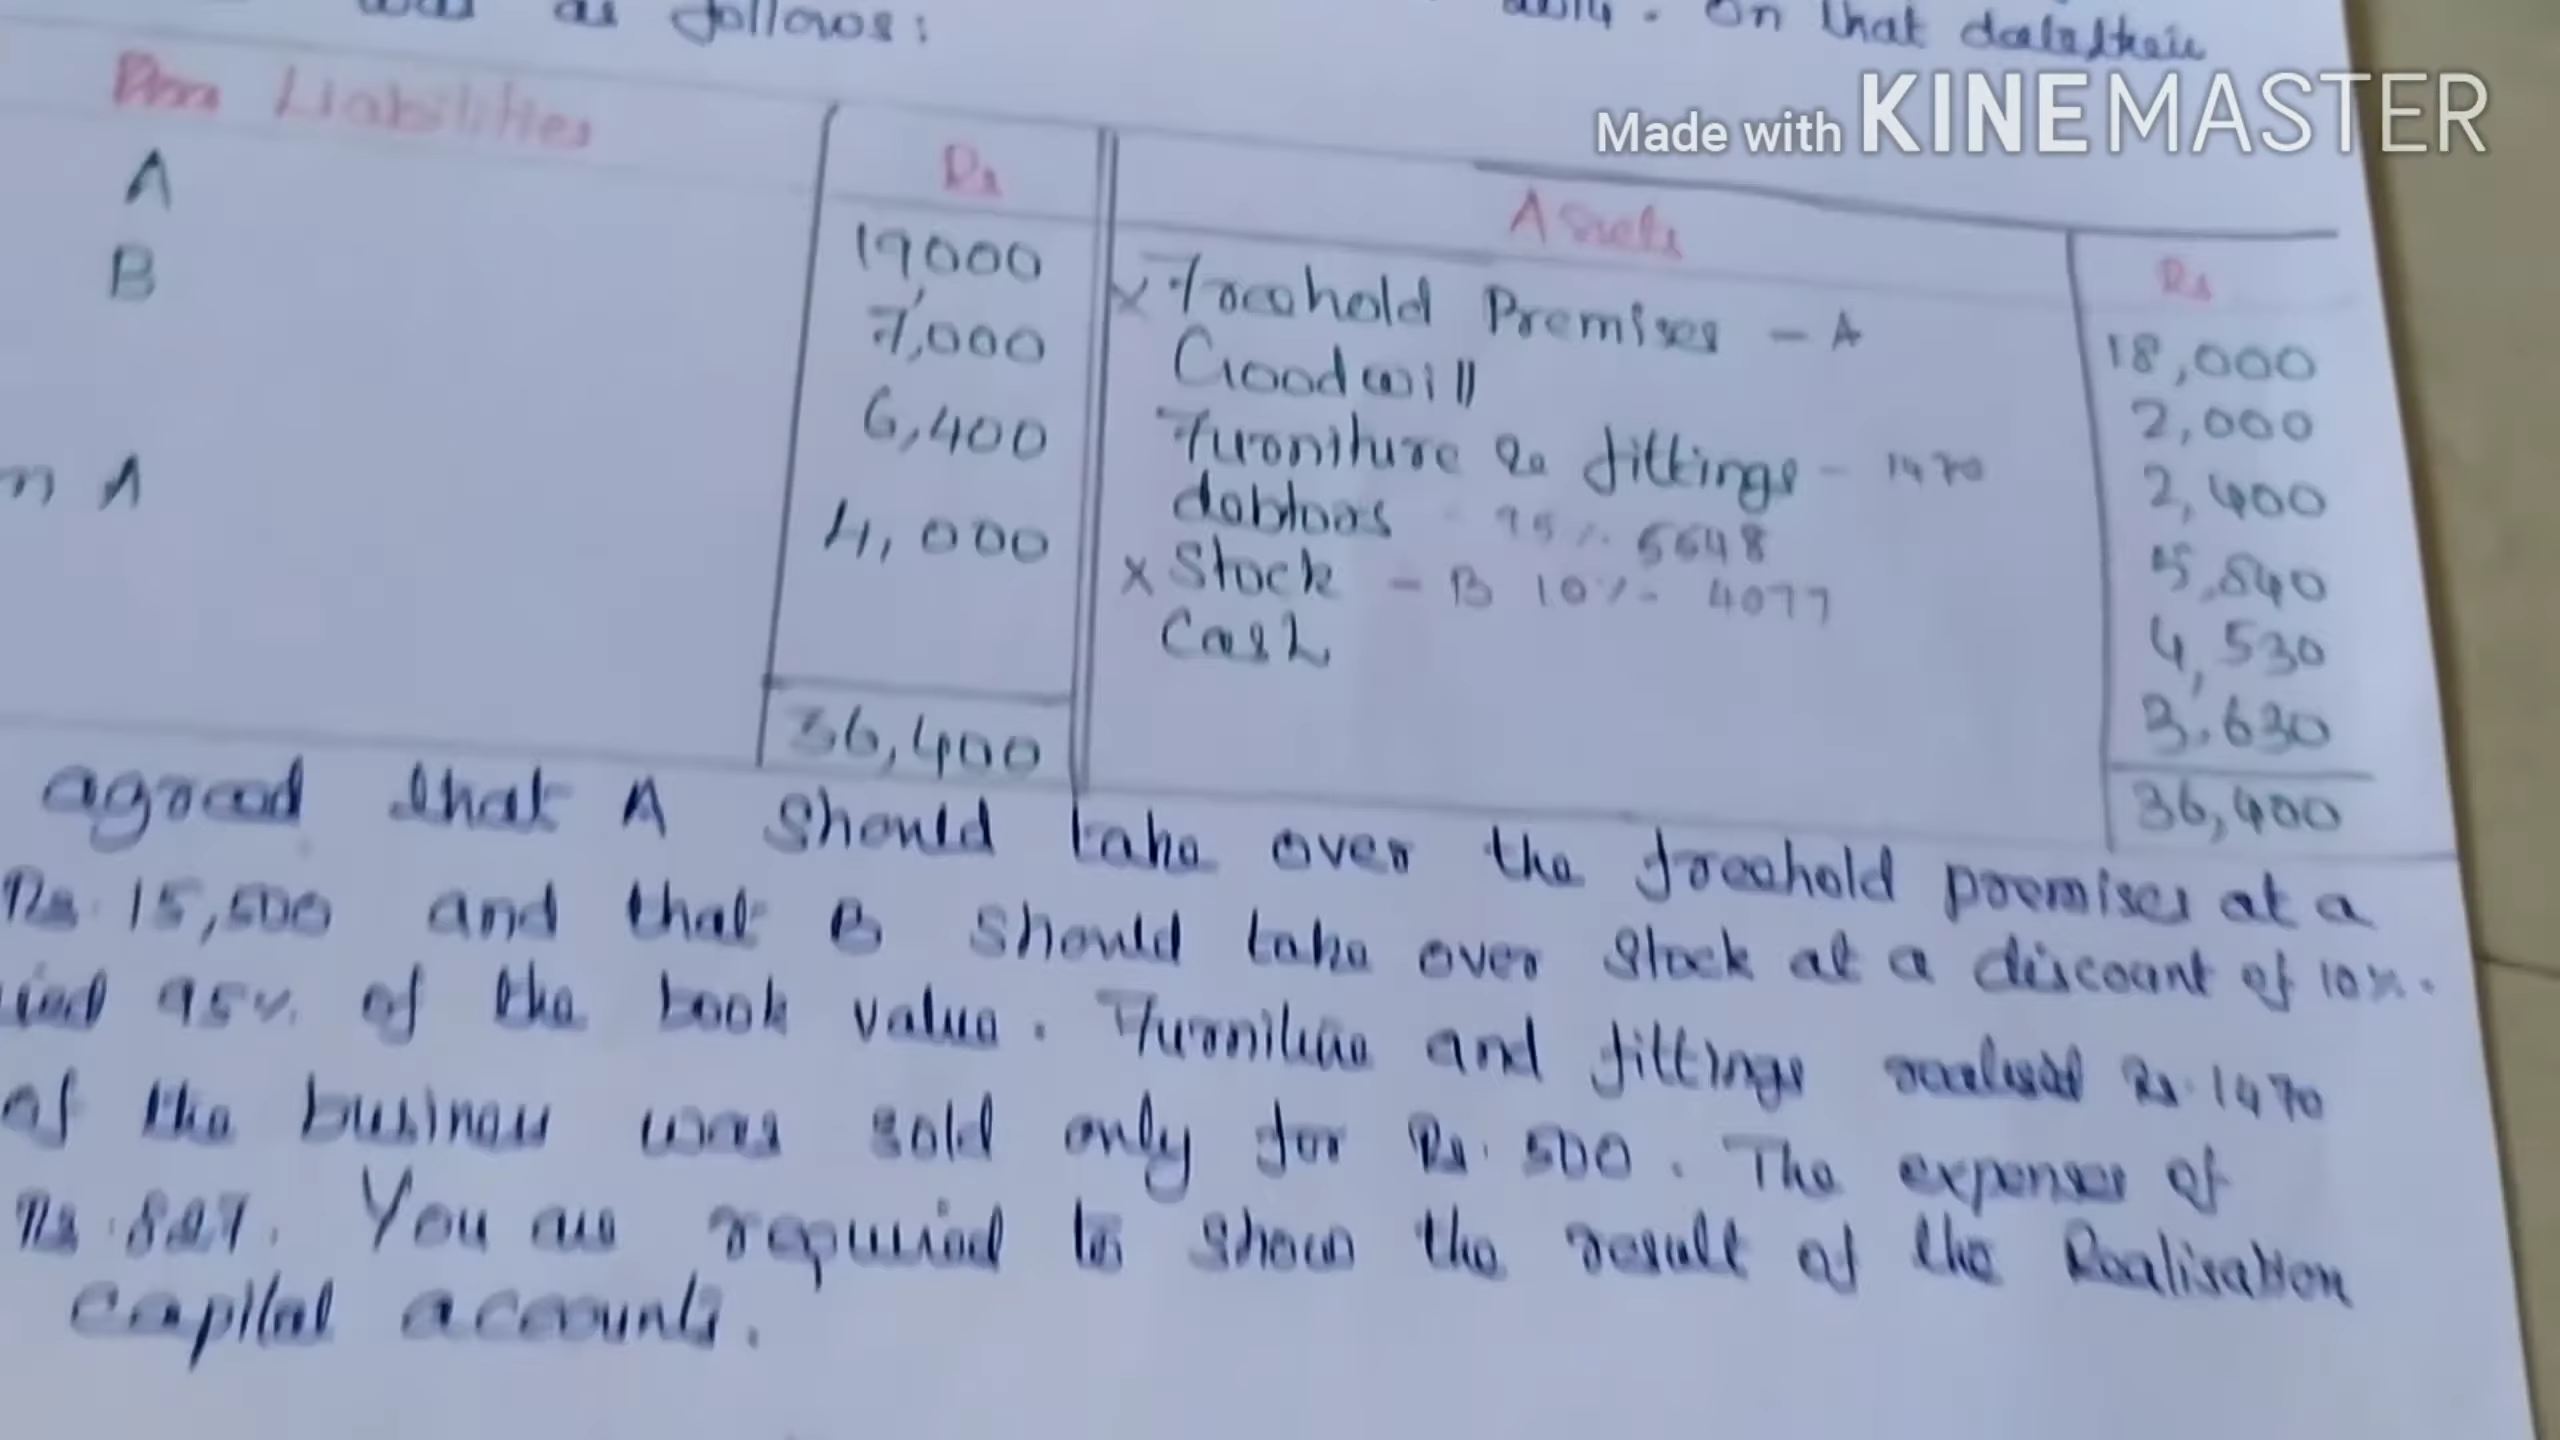 was as follows:
. On that date their
Made with KINEMASTER
Liabilities
Rs
Assets
Rs
A
19,000
x Freehold Premises - A
18,000
B
7,000
Goodwill
2,000
6,400
Furniture & fittings - 1470
2,400
n A
4,000
debtors - 95% 5548
5,840
x Stock - B 10% 4077
4,530
Cash
3,630
36,400
36,400
agreed that A should take over the freehold premises at a
Rs. 15,500 and that B should take over Stock at a discount of 10%.
95% of the book value. Furniture and fittings realised Rs. 1470
of the business was sold only for Rs. 500. The expenses of
Rs. 827. You are required to show the result of the Realisation
capital accounts.